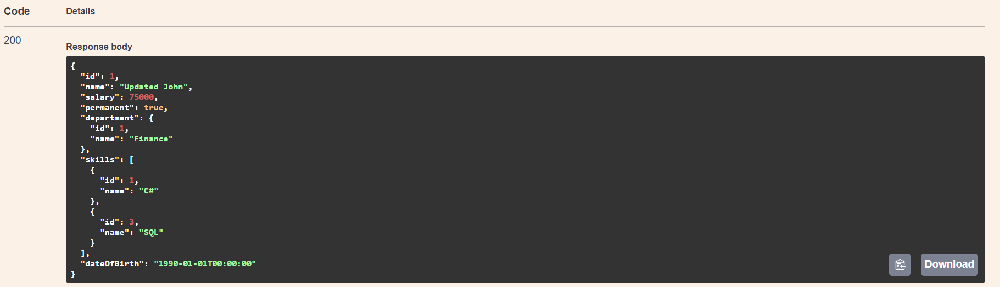 Code Details
200
Response body
{
  "id": 1,
  "name": "Updated John",
  "salary": 75000,
  "permanent": true,
  "department": {
    "id": 1,
    "name": "Finance"
  },
  "skills": [
    {
      "id": 1,
      "name": "C#"
    },
    {
      "id": 3,
      "name": "SQL"
    }
  ],
  "dateOfBirth": "1990-01-01T00:00:00"
}
Download